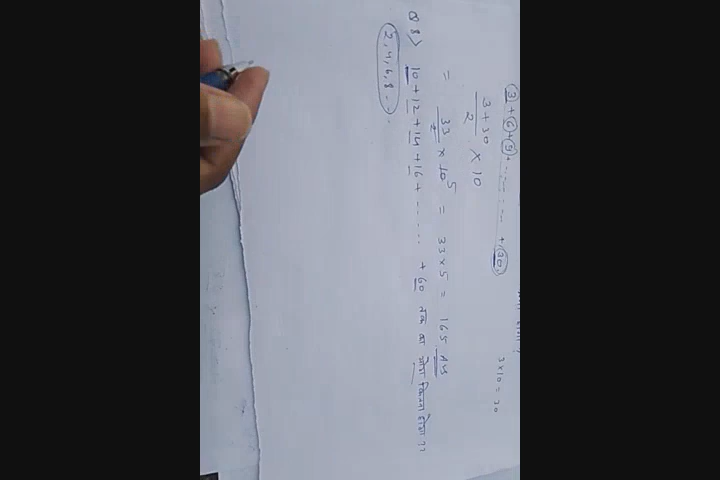 3 + 6 + 9 + ........... + 30
3 × 10 = 30
3 + 30 / 2 × 10
= 33 / 2 × 10 5 = 33 × 5 = 165 Ans
Q 8> 10 + 12 + 14 + 16 + ........ + 60 तक का योग कितना होगा ??
2, 4, 6, 8 ....